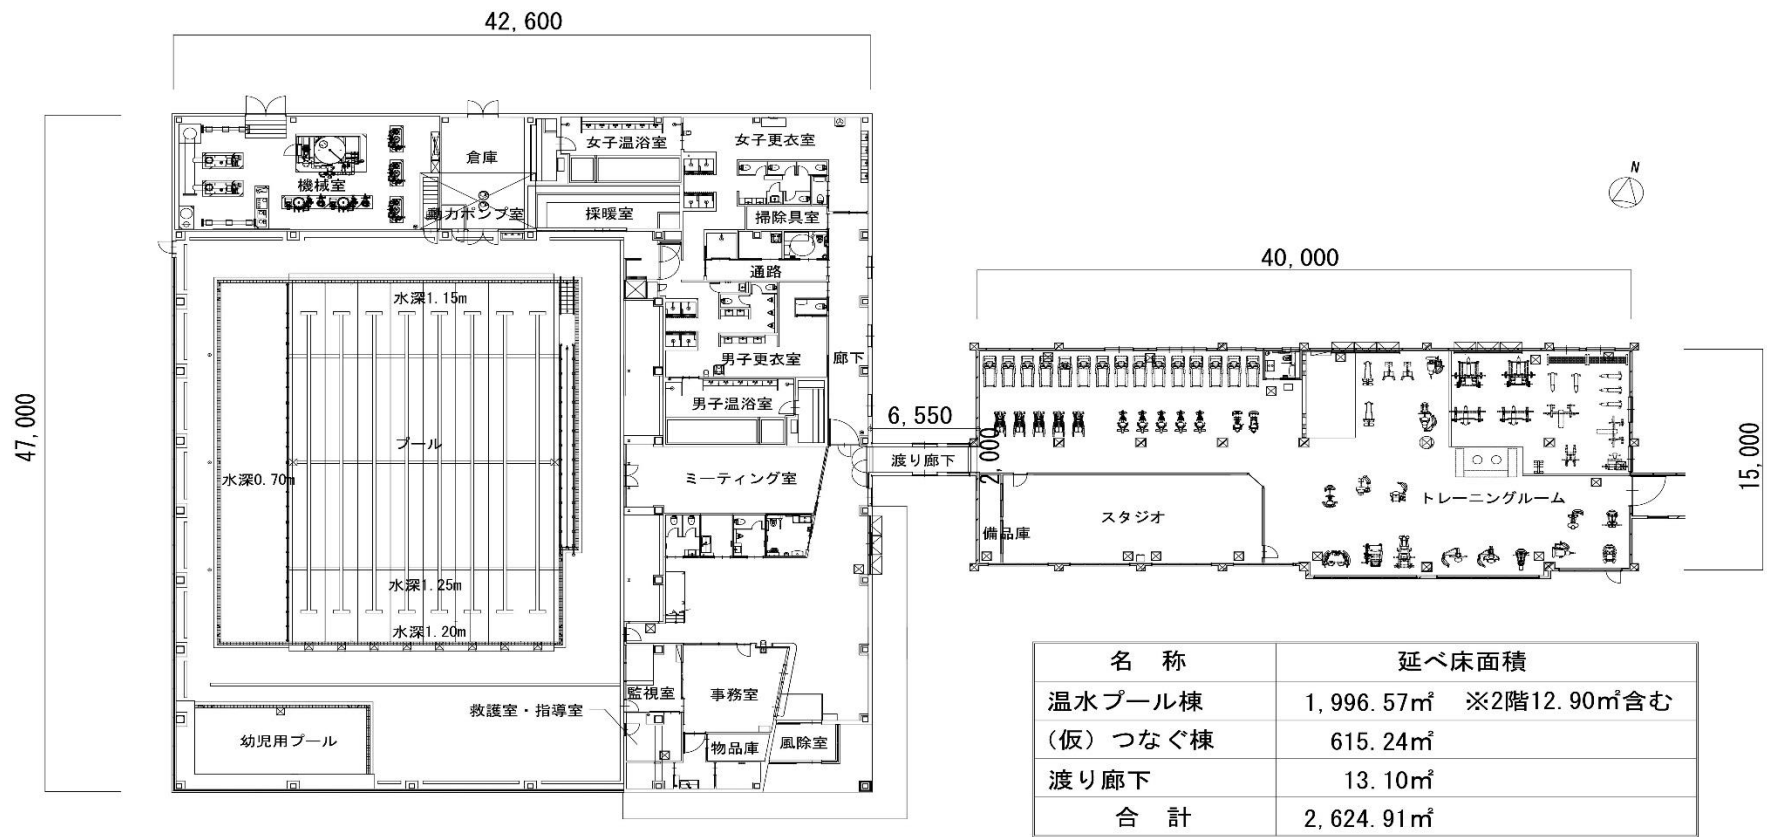 42,600
47,000
女子温浴室
女子更衣室
倉庫
機械室
動力ポンプ室
採暖室
掃除具室
通路
N
水深1.15m
40,000
男子更衣室
廊下
男子温浴室
6,550
プール
渡り廊下
2,000
15,000
水深0.70m
ミーティング室
トレーニングルーム
スタジオ
備品庫
水深1.25m
水深1.20m
監視室
事務室
救護室・指導室
幼児用プール
物品庫
風除室
名 称 延べ床面積
温水プール棟 1,996.57㎡ ※2階12.90㎡含む
(仮)つなぐ棟 615.24㎡
渡り廊下 13.10㎡
合 計 2,624.91㎡